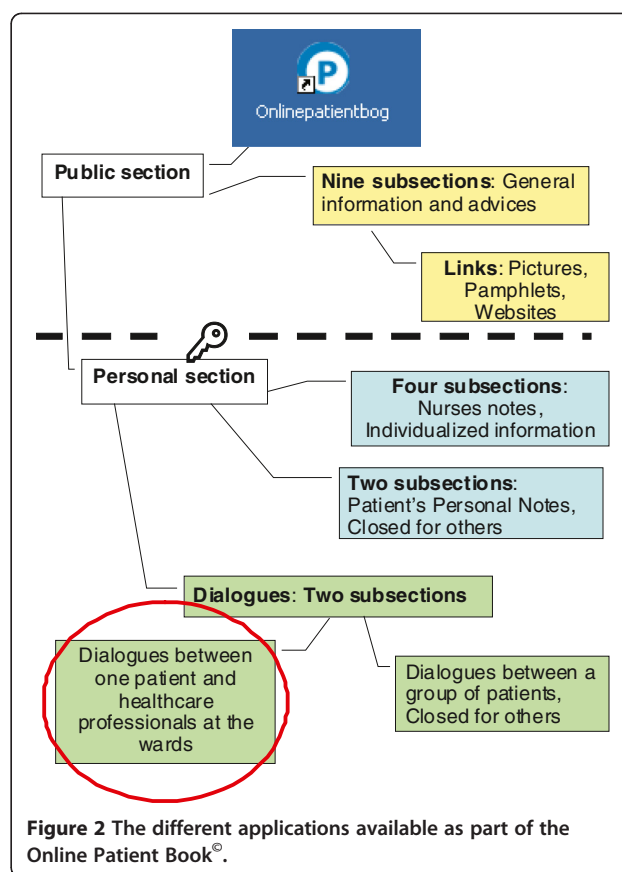 P
Onlinepatientbog
Public section
Nine subsections: General
information and advices
Links: Pictures,
Pamphlets,
Websites
Personal section
Four subsections:
Nurses notes,
Individualized information
Two subsections:
Patient's Personal Notes,
Closed for others
Dialogues: Two subsections
Dialogues between
one patient and
healthcare
professionals at the
wards
Dialogues between a
group of patients,
Closed for others
Figure 2 The different applications available as part of the
Online Patient Book©.